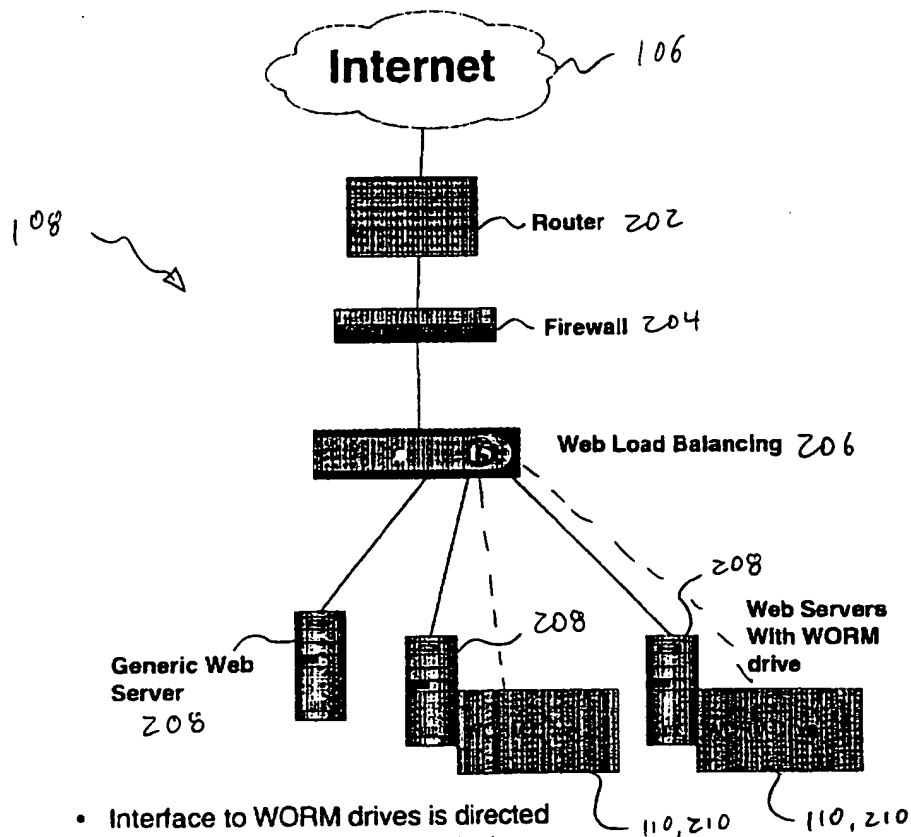 Internet
106
108
Router 202
Firewall 204
Web Load Balancing 206
208
Web Servers
With WORM
drive
208
Generic Web
Server
208
• Interface to WORM drives is directed
110, 210
110, 210